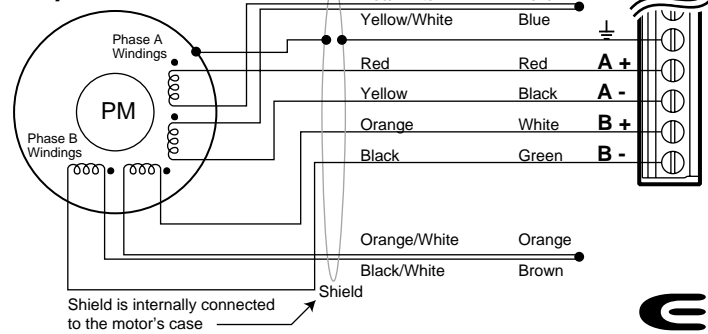 Yellow/White Blue
Phase A
Windings
Red Red A +
PM
Yellow Black A -
Orange White B +
Phase B
Windings
Black Green B -
Orange/White Orange
Black/White Brown
Shield
Shield is internally connected
to the motor's case